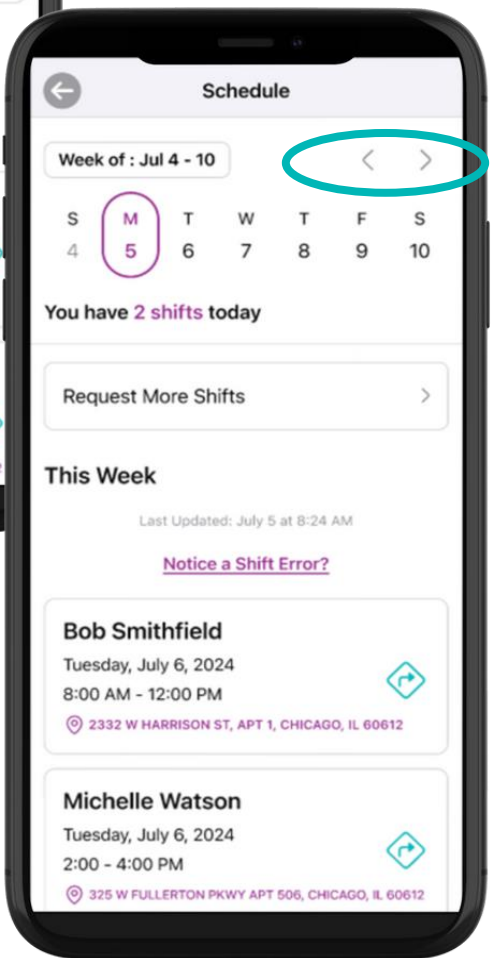 Schedule
Week of : Jul 4 - 10
S M T W T F S
4 5 6 7 8 9 10
You have 2 shifts today
Request More Shifts
This Week
Last Updated: July 5 at 8:24 AM
Notice a Shift Error?
Bob Smithfield
Tuesday, July 6, 2024
8:00 AM - 12:00 PM
2332 W HARRISON ST, APT 1, CHICAGO, IL 60612
Michelle Watson
Tuesday, July 6, 2024
2:00 - 4:00 PM
325 W FULLERTON PKWY APT 506, CHICAGO, IL 60612